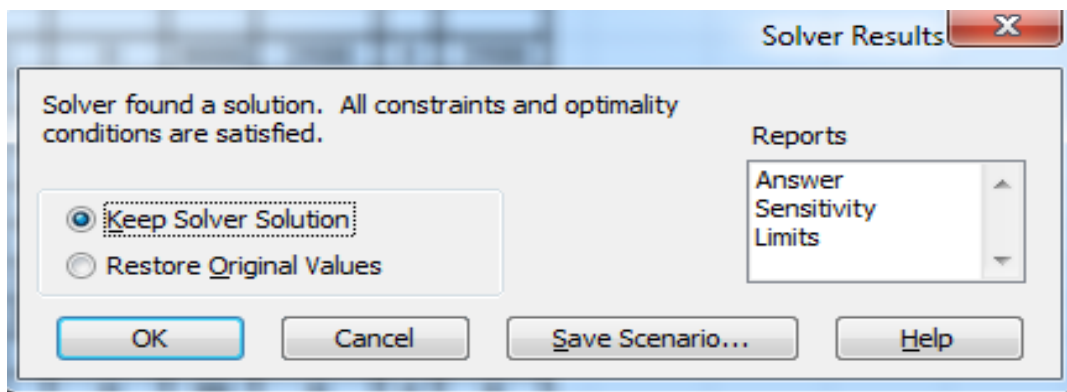 Solver Results
Solver found a solution. All constraints and optimality
conditions are satisfied.
Reports
Answer
Sensitivity
Limits
Keep Solver Solution
Restore Original Values
OK
Cancel
Save Scenario...
Help